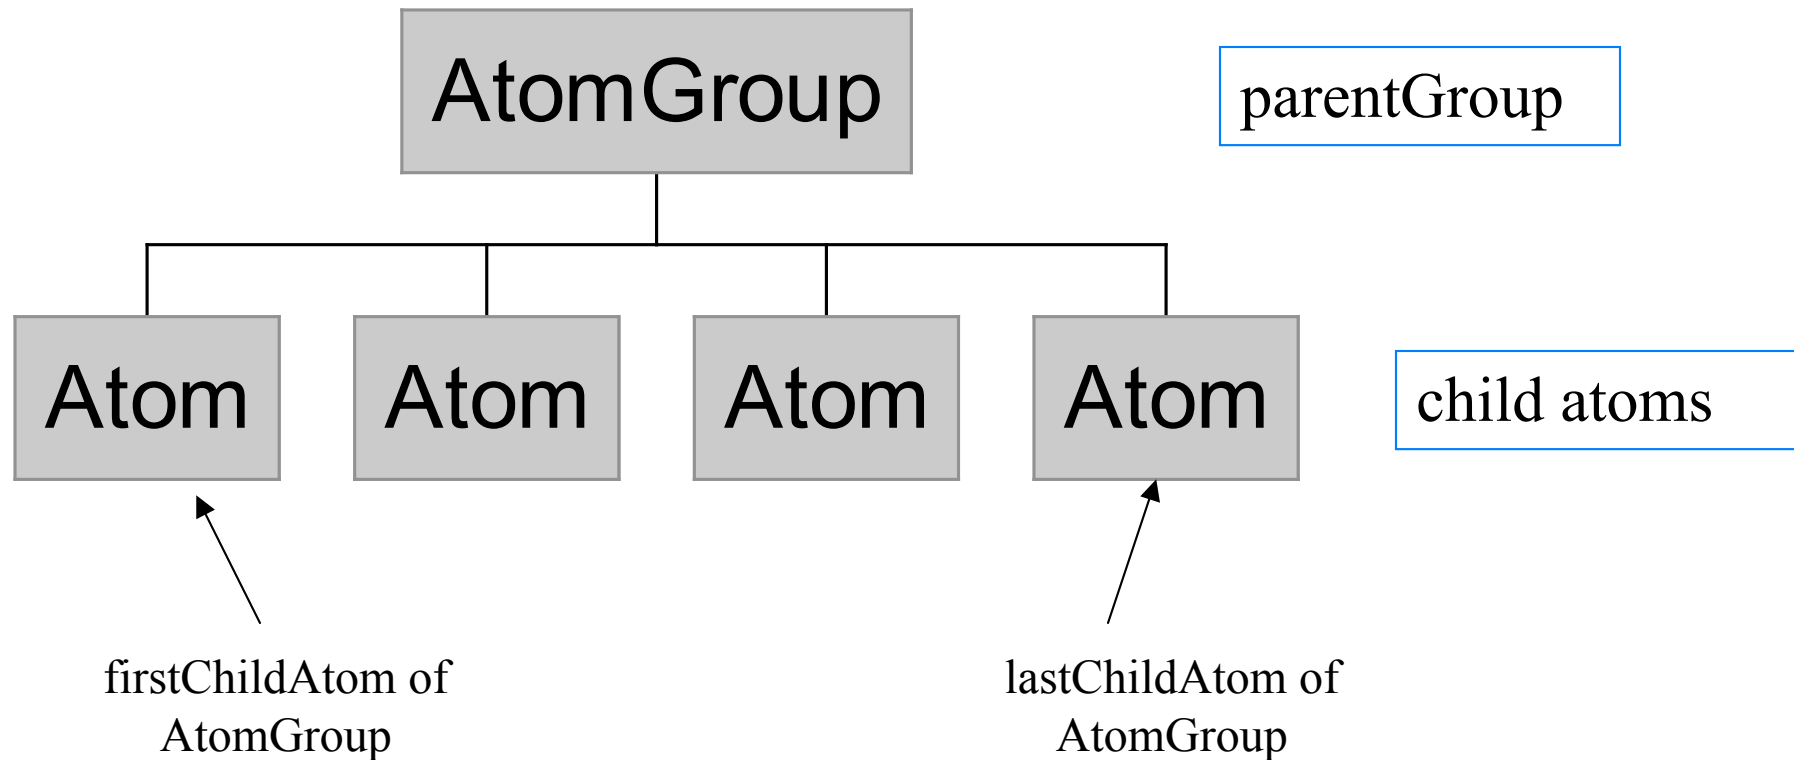 AtomGroup
parentGroup
Atom
Atom
Atom
Atom
child atoms
firstChildAtom of
AtomGroup
lastChildAtom of
AtomGroup